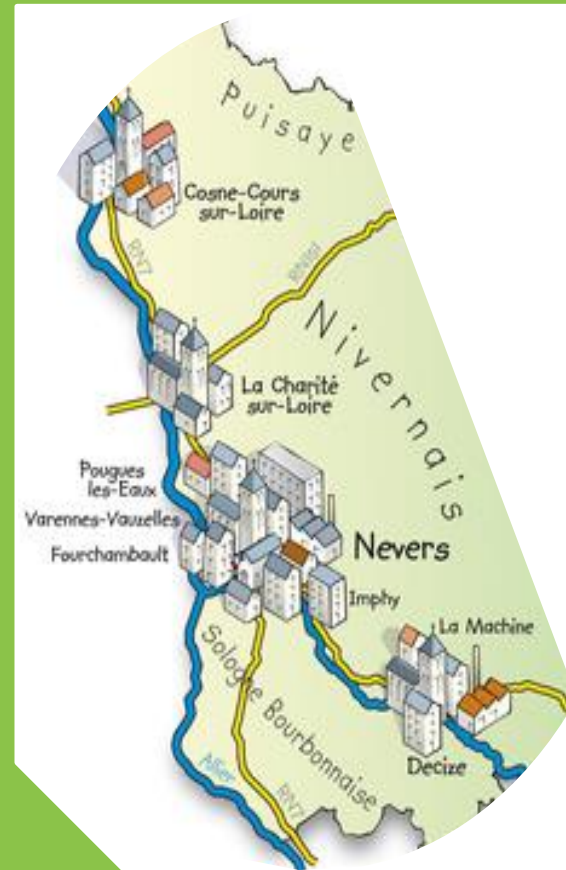 Puisaye
Cosne-Cours
sur-Loire
RN7
RN151
Nivernais
La Charité
sur-Loire
Pougues
les-Eaux
Varennes-Vauzelles
Fourchambault
Nevers
Imphy
La Machine
Sologne Bourbonnaise
Decize
Allier
RN7